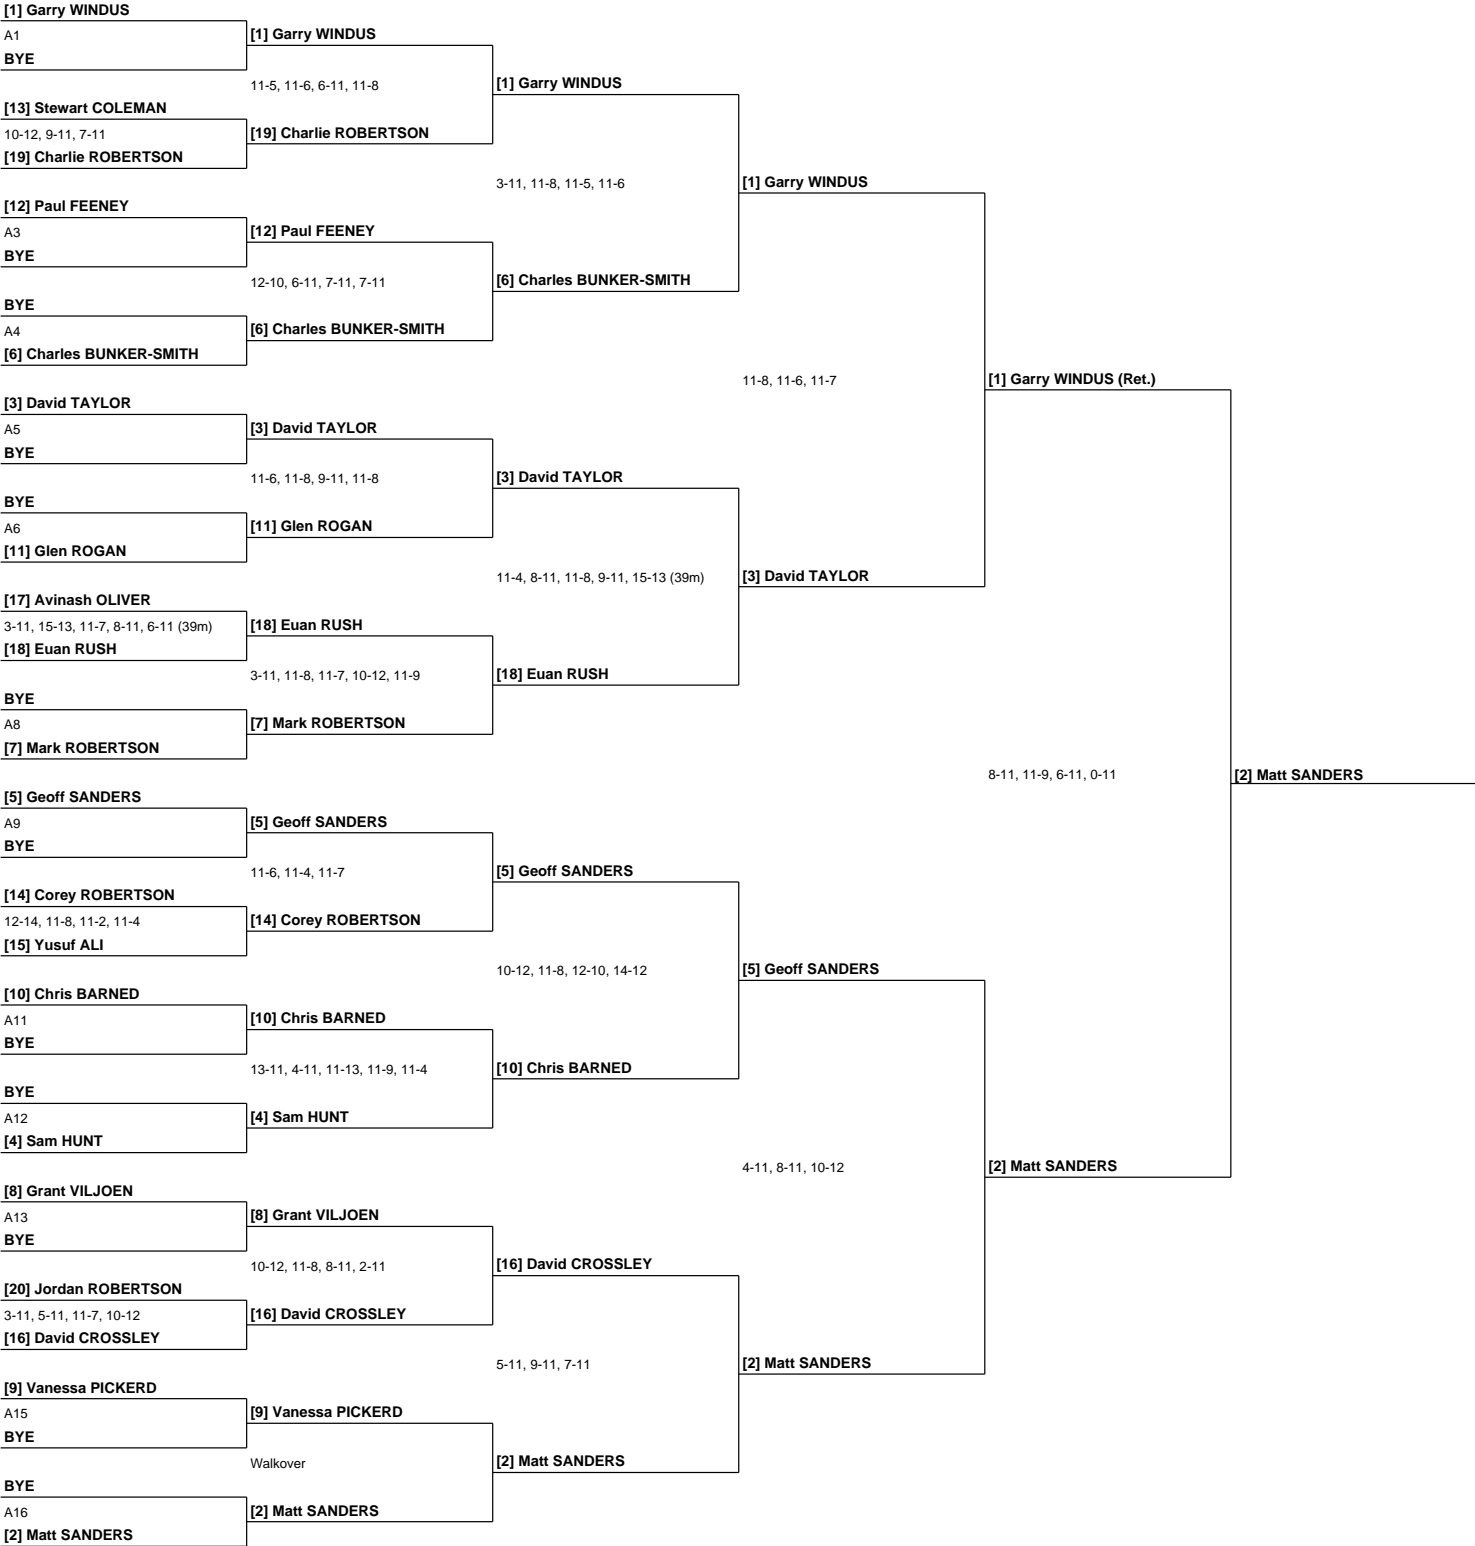 [1] Garry WINDUS
A1
BYE
[13] Stewart COLEMAN
10-12, 9-11, 7-11
[19] Charlie ROBERTSON
[12] Paul FEENEY
A3
BYE
BYE
A4
[6] Charles BUNKER-SMITH
[3] David TAYLOR
A5
BYE
BYE
A6
[11] Glen ROGAN
[17] Avinash OLIVER
3-11, 15-13, 11-7, 8-11, 6-11 (39m)
[18] Euan RUSH
BYE
A8
[7] Mark ROBERTSON
[5] Geoff SANDERS
A9
BYE
[14] Corey ROBERTSON
12-14, 11-8, 11-2, 11-4
[15] Yusuf ALI
[10] Chris BARNED
A11
BYE
BYE
A12
[4] Sam HUNT
[8] Grant VILJOEN
A13
BYE
[20] Jordan ROBERTSON
3-11, 5-11, 11-7, 10-12
[16] David CROSSLEY
[9] Vanessa PICKERD
A15
BYE
BYE
A16
[2] Matt SANDERS
[1] Garry WINDUS
11-5, 11-6, 6-11, 11-8
[19] Charlie ROBERTSON
[12] Paul FEENEY
12-10, 6-11, 7-11, 7-11
[6] Charles BUNKER-SMITH
[3] David TAYLOR
11-6, 11-8, 9-11, 11-8
[11] Glen ROGAN
[18] Euan RUSH
3-11, 11-8, 11-7, 10-12, 11-9
[7] Mark ROBERTSON
[5] Geoff SANDERS
11-6, 11-4, 11-7
[14] Corey ROBERTSON
[10] Chris BARNED
13-11, 4-11, 11-13, 11-9, 11-4
[4] Sam HUNT
[8] Grant VILJOEN
10-12, 11-8, 8-11, 2-11
[16] David CROSSLEY
[9] Vanessa PICKERD
Walkover
[2] Matt SANDERS
[1] Garry WINDUS
3-11, 11-8, 11-5, 11-6
[6] Charles BUNKER-SMITH
[3] David TAYLOR
11-4, 8-11, 11-8, 9-11, 15-13 (39m)
[18] Euan RUSH
[5] Geoff SANDERS
10-12, 11-8, 12-10, 14-12
[10] Chris BARNED
[16] David CROSSLEY
5-11, 9-11, 7-11
[2] Matt SANDERS
[1] Garry WINDUS
11-8, 11-6, 11-7
[3] David TAYLOR
[5] Geoff SANDERS
4-11, 8-11, 10-12
[2] Matt SANDERS
[1] Garry WINDUS (Ret.)
8-11, 11-9, 6-11, 0-11
[2] Matt SANDERS
[2] Matt SANDERS